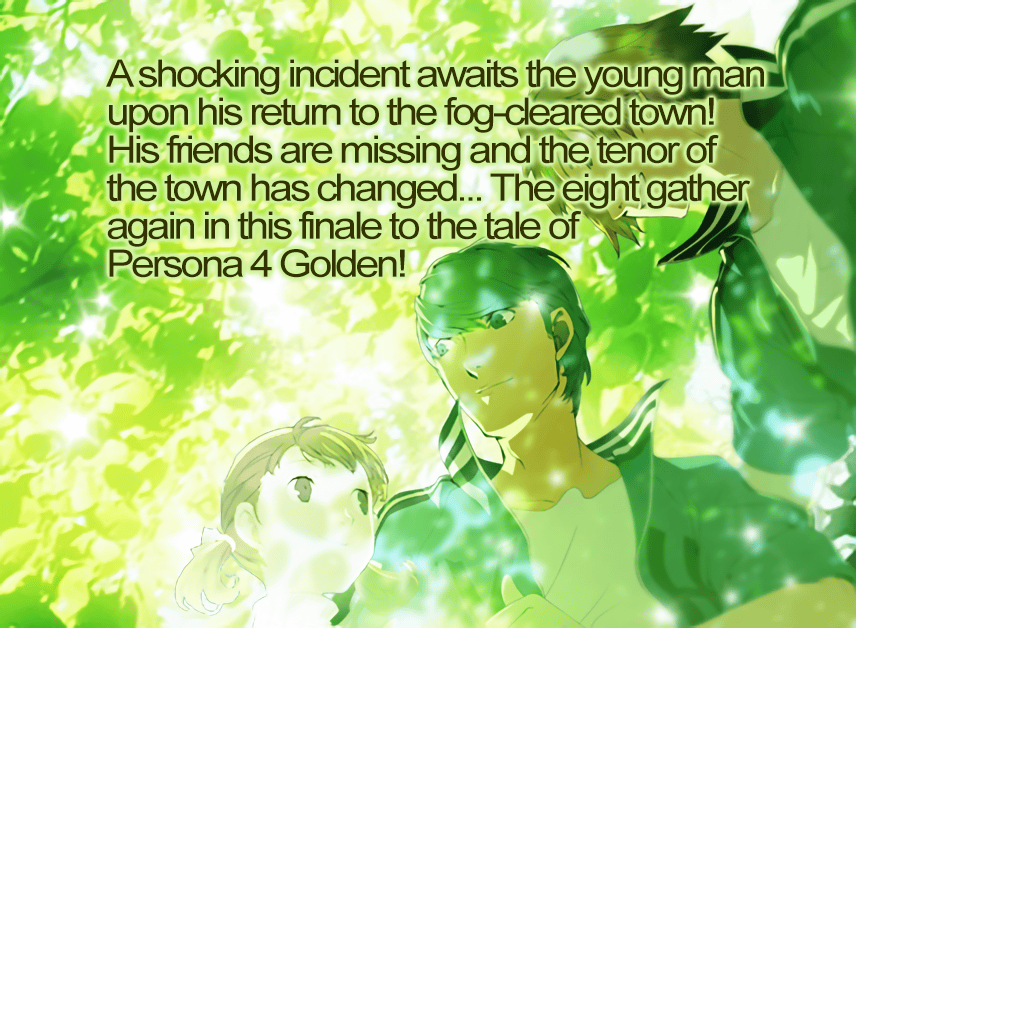 A shocking incident awaits the young man
upon his return to the fog-cleared town!
His friends are missing and the tenor of
the town has changed... The eight gather
again in this finale to the tale of
Persona 4 Golden!